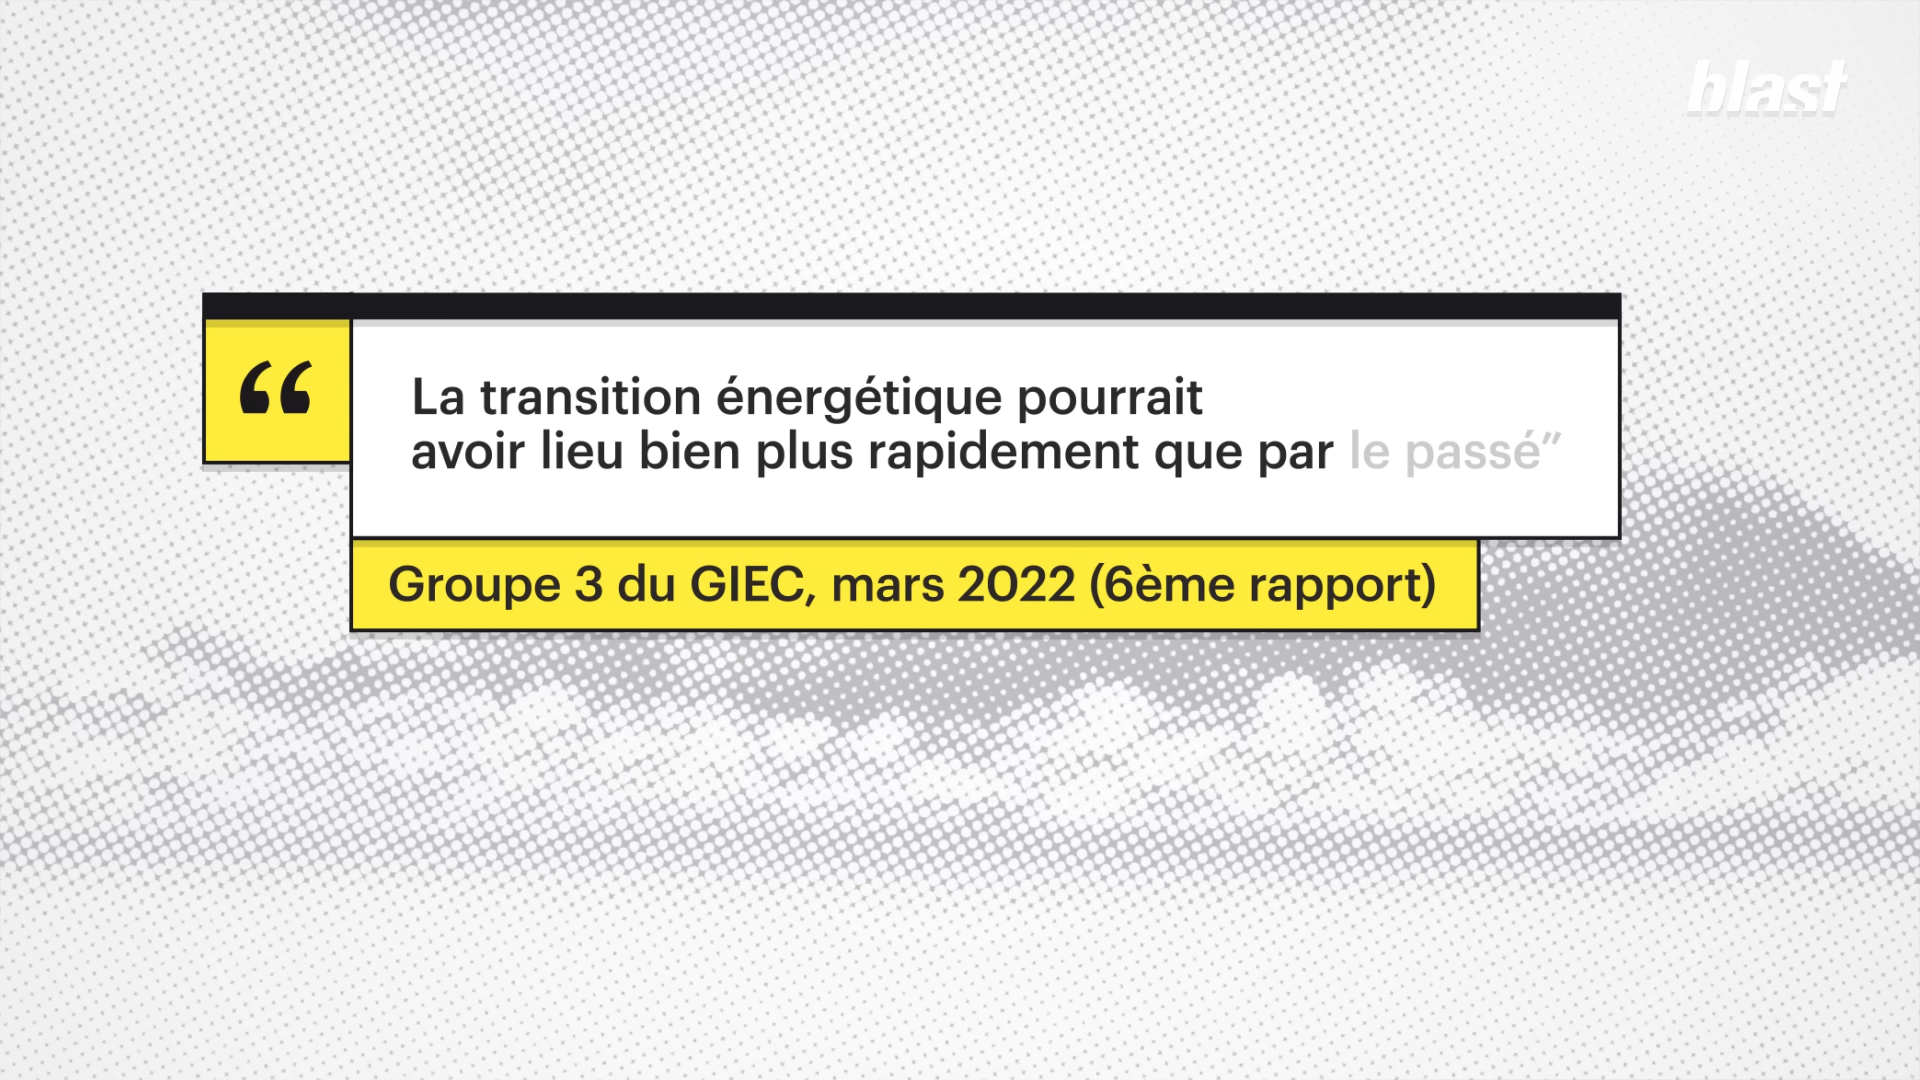 blast
“
La transition énergétique pourrait
avoir lieu bien plus rapidement que par le passé”
Groupe 3 du GIEC, mars 2022 (6ème rapport)